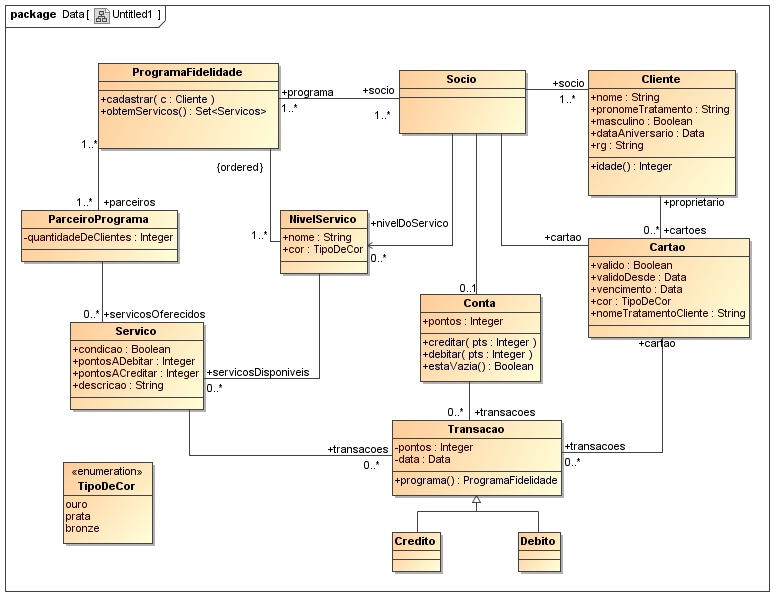 package Data [ Untitled1 ]
ProgramaFidelidade
+cadastrar( c : Cliente )
+obtemServicos() : Set<Servicos>
+programa
1..*
+socio
1..*
Socio
+socio
1..*
Cliente
+nome : String
+pronomeTratamento : String
+masculino : Boolean
+dataAniversario : Data
+rg : String
+idade() : Integer
1..*
{ordered}
1..*
+parceiros
ParceiroPrograma
-quantidadeDeClientes : Integer
1..*
NivelServico
+nome : String
+cor : TipoDeCor
+nivelDoServico
0..*
+cartao
+proprietario
0..*
+cartoes
Cartao
+valido : Boolean
+validoDesde : Data
+vencimento : Data
+cor : TipoDeCor
+nomeTratamentoCliente : String
0..*
+servicosOferecidos
Servico
+condicao : Boolean
+pontosADebitar : Integer
+pontosACreditar : Integer
+descricao : String
+servicosDisponiveis
0..*
0..1
Conta
+pontos : Integer
+creditar( pts : Integer )
+debitar( pts : Integer )
+estaVazia() : Boolean
+cartao
0..*
+transacoes
+transacoes
0..*
Transacao
-pontos : Integer
-data : Data
+programa() : ProgramaFidelidade
+transacoes
0..*
«enumeration»
TipoDeCor
ouro
prata
bronze
Credito
Debito